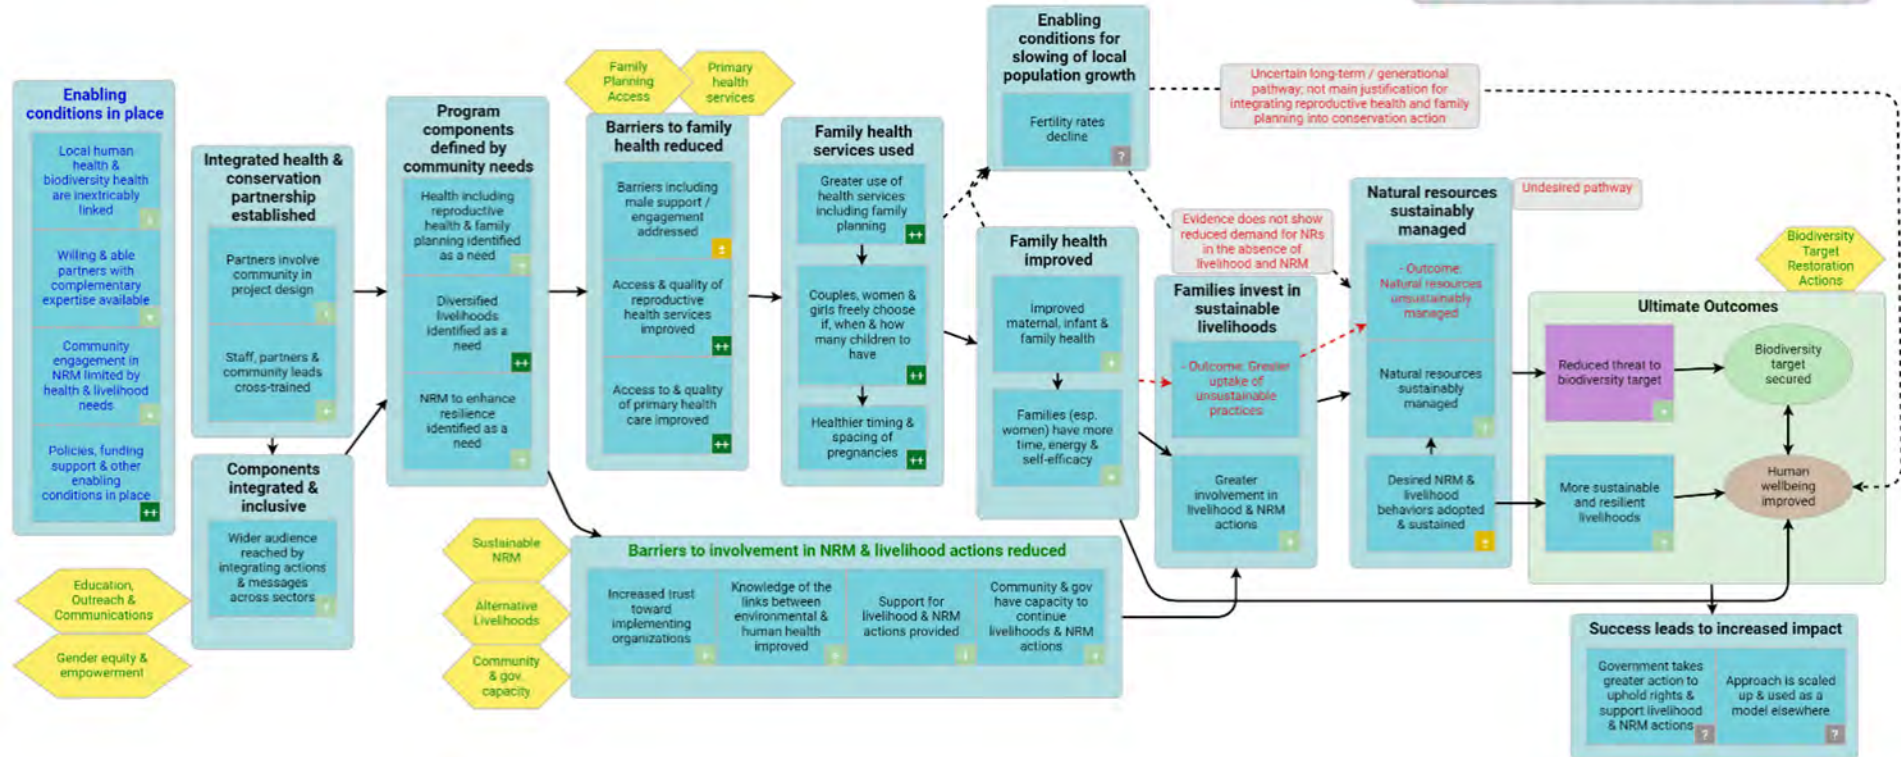 Enabling
conditions in place
Local human
health &
biodiversity health
are inextricably
linked
+
Willing & able
partners with
complementary
expertise available
+
Community
engagement in
NRM limited by
health & livelihood
needs
+
Policies, funding
support & other
enabling
conditions in place
++
Education,
Outreach &
Communications
Gender equity &
empowerment
Integrated health &
conservation
partnership
established
Partners involve
community in
project design
Staff, partners &
community leads
cross-trained
+
Components
integrated &
inclusive
Wider audience
reached by
integrating actions
& messages
across sectors
+
Program
components
defined by
community needs
Health including
reproductive
health & family
planning identified
as a need
+
Diversified
livelihoods
identified as a
need
++
NRM to enhance
resilience
identified as a
need
+
Family
Planning
Access
Primary
health
services
Barriers to family
health reduced
Barriers including
male support /
engagement
addressed
±
Access & quality of
reproductive
health services
improved
++
Access to & quality
of primary health
care improved
++
Family health
services used
Greater use of
health services
including family
planning
++
Couples, women &
girls freely choose
if, when & how
many children to
have
++
Healthier timing &
spacing of
pregnancies
++
Sustainable
NRM
Alternative
Livelihoods
Community
& gov.
capacity
Barriers to involvement in NRM & livelihood actions reduced
Increased trust
toward
implementing
organizations
+
Knowledge of the
links between
environmental &
human health
improved
+
Support for
livelihood & NRM
actions provided
Community & gov
have capacity to
continue
livelihoods & NRM
actions
+
Enabling
conditions for
slowing of local
population growth
Fertility rates
decline
?
Uncertain long-term / generational
pathway; not main justification for
integrating reproductive health and family
planning into conservation action
Evidence does not show
reduced demand for NRs
in the absence of
livelihood and NRM
Family health
improved
Improved
maternal, infant &
family health
+
Families (esp.
women) have more
time, energy &
self-efficacy
+
Families invest in
sustainable
livelihoods
- Outcome: Greater
uptake of
unsustainable
practices
Greater
involvement in
livelihood & NRM
actions
+
Natural resources
sustainably
managed
Undesired pathway
- Outcome:
Natural resources
unsustainably
managed
Natural resources
sustainably
managed
Desired NRM &
livelihood
behaviors adopted
& sustained
±
Biodiversity
Target
Restoration
Actions
Ultimate Outcomes
Reduced threat to
biodiversity target
+
Biodiversity
target
secured
More sustainable
and resilient
livelihoods
+
Human
wellbeing
improved
Success leads to increased impact
Government takes
greater action to
uphold rights &
support livelihood
& NRM actions
?
Approach is scaled
up & used as a
model elsewhere
?